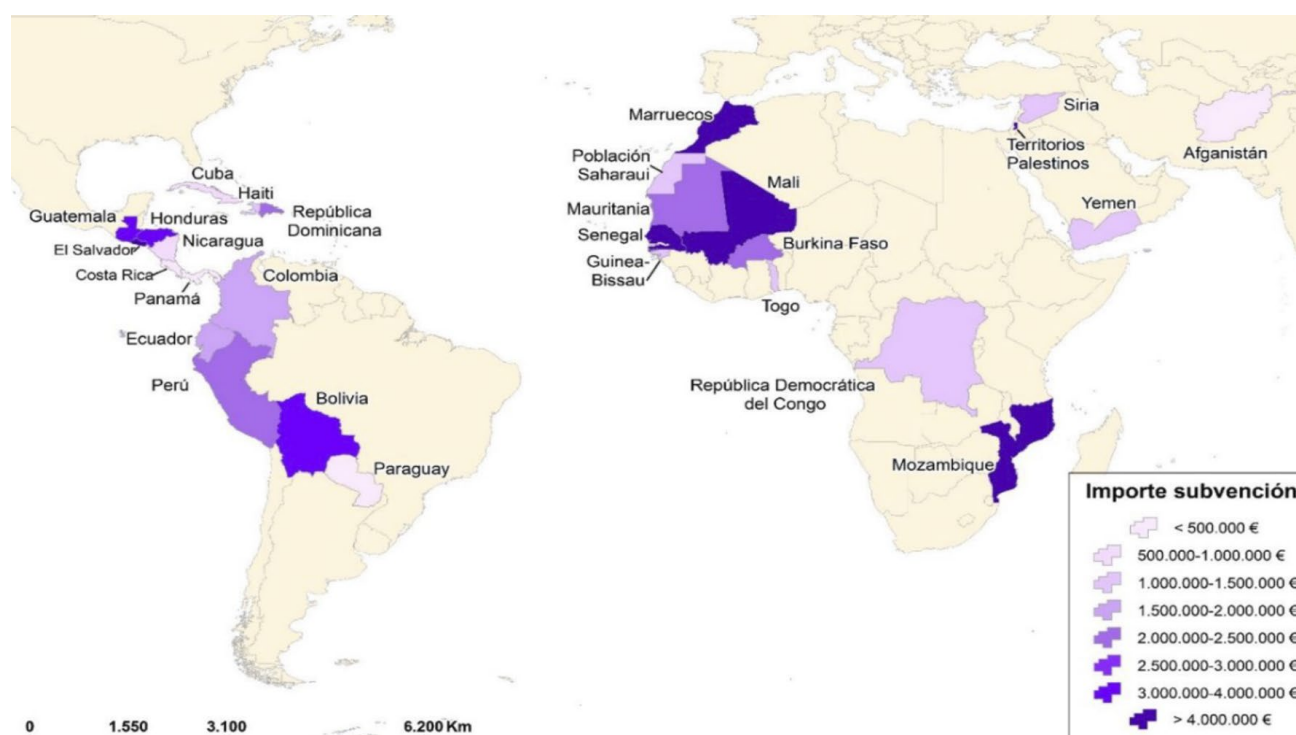 Cuba
Haiti
Guatemala
Honduras
República
Dominicana
Nicaragua
El Salvador
Costa Rica
Panamá
Colombia
Ecuador
Perú
Bolivia
Paraguay
Marruecos
Población
Saharaui
Mali
Mauritania
Senegal
Burkina Faso
Guinea-
Bissau
Togo
Siria
Territorios
Palestinos
Afganistán
Yemen
República Democrática
del Congo
Mozambique
Importe subvención
< 500.000 €
500.000-1.000.000 €
1.000.000-1.500.000 €
1.500.000-2.000.000 €
2.000.000-2.500.000 €
2.500.000-3.000.000 €
3.000.000-4.000.000 €
> 4.000.000 €
0 1.550 3.100 6.200 Km